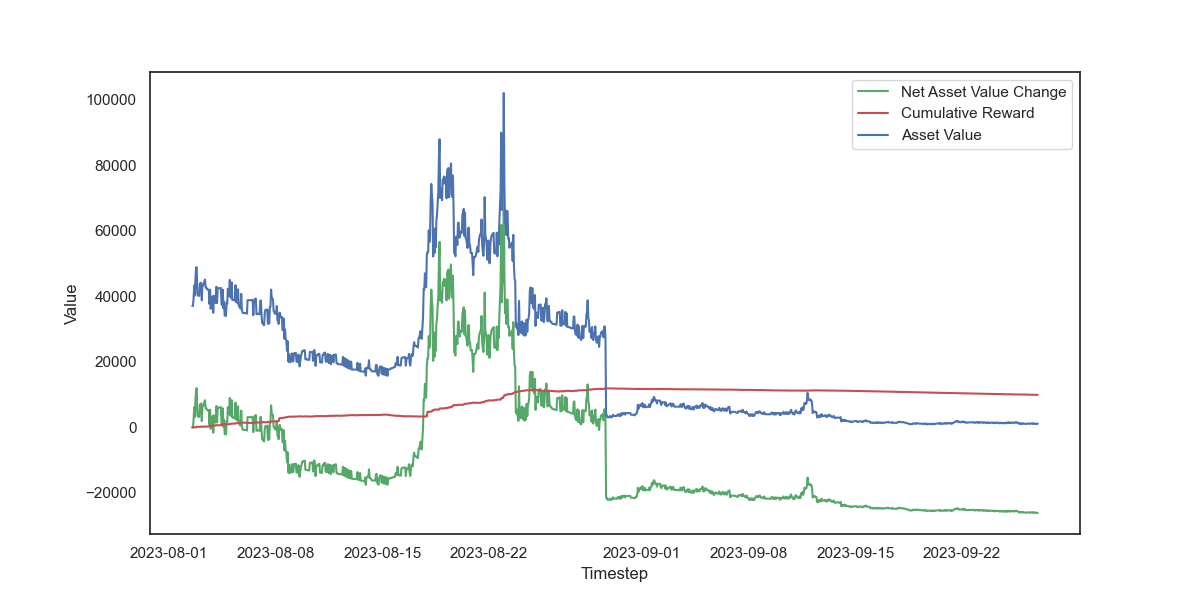 Net Asset Value Change
Cumulative Reward
Asset Value
100000
80000
60000
40000
20000
0
−20000
Value
2023-08-01 2023-08-08 2023-08-15 2023-08-22 2023-09-01 2023-09-08 2023-09-15 2023-09-22
Timestep